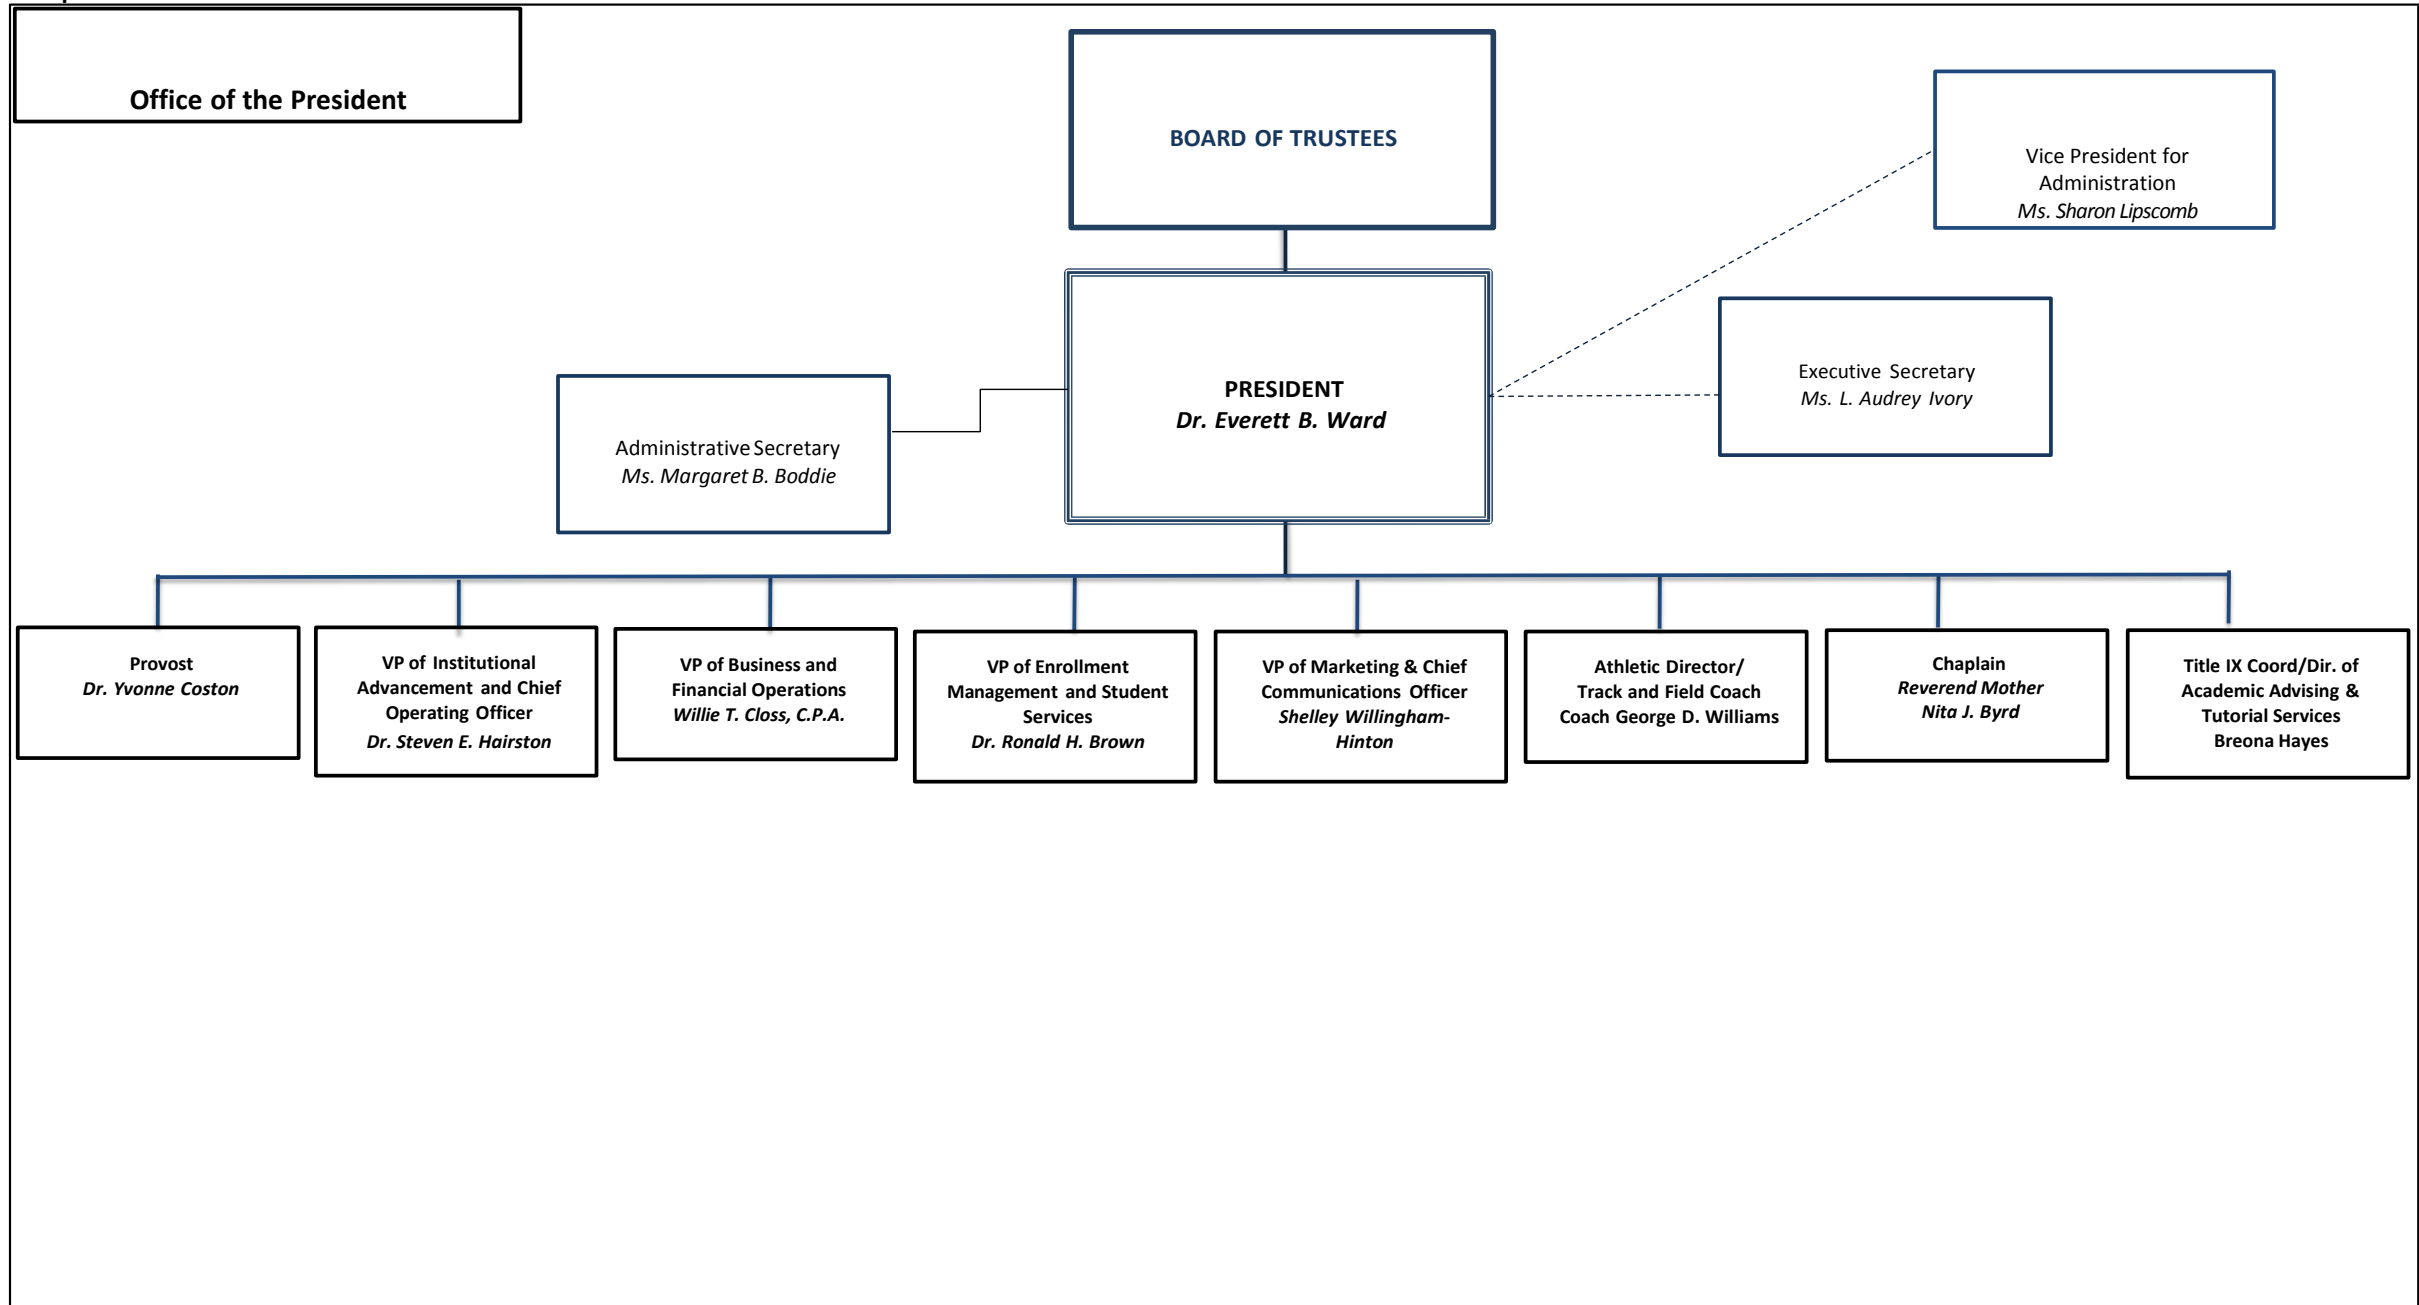 Office of the President
BOARD OF TRUSTEES
Vice President for
Administration
Ms. Sharon Lipscomb
PRESIDENT
Dr. Everett B. Ward
Executive Secretary
Ms. L. Audrey Ivory
Administrative Secretary
Ms. Margaret B. Boddie
Provost
Dr. Yvonne Coston
VP of Institutional
Advancement and Chief
Operating Officer
Dr. Steven E. Hairston
VP of Business and
Financial Operations
Willie T. Closs, C.P.A.
VP of Enrollment
Management and Student
Services
Dr. Ronald H. Brown
VP of Marketing & Chief
Communications Officer
Shelley Willingham-
Hinton
Athletic Director/
Track and Field Coach
Coach George D. Williams
Chaplain
Reverend Mother
Nita J. Byrd
Title IX Coord/Dir. of
Academic Advising &
Tutorial Services
Breona Hayes